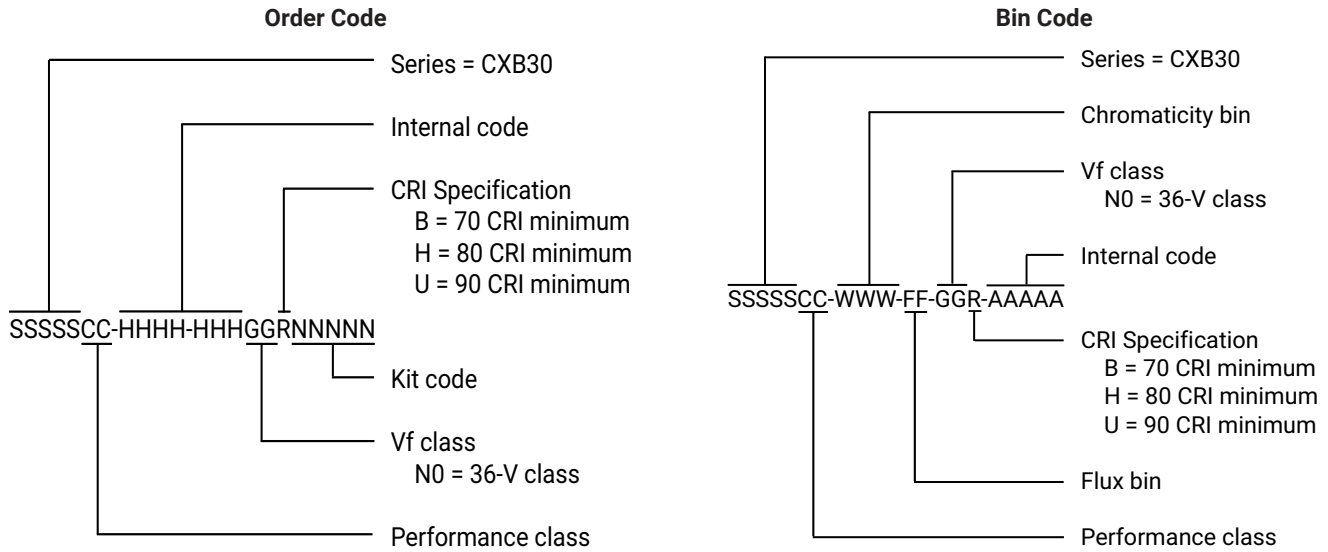 Order Code
Series = CXB30
Internal code
CRI Specification
B = 70 CRI minimum
H = 80 CRI minimum
U = 90 CRI minimum
SSSSSCC-HHHH-HHHGGRNNNNN
Kit code
Vf class
N0 = 36-V class
Performance class
Bin Code
Series = CXB30
Chromaticity bin
Vf class
N0 = 36-V class
Internal code
SSSSSCC-WWW-FF-GGR-AAAAA
CRI Specification
B = 70 CRI minimum
H = 80 CRI minimum
U = 90 CRI minimum
Flux bin
Performance class